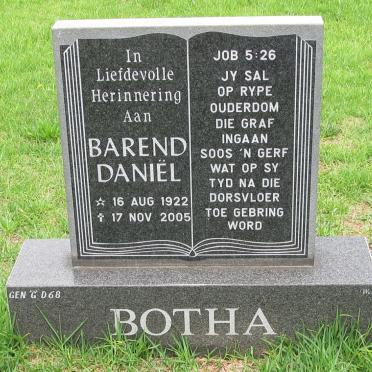 In
Liefdevolle
Herinnering
Aan
BAREND
DANIËL
☆ 16 AUG 1922
✝ 17 NOV 2005
JOB 5:26
JY SAL
OP RYPE
OUDERDOM
DIE GRAF
INGAAN
SOOS 'N GERF
WAT OP SY
TYD NA DIE
DORSVLOER
TOE GEBRING
WORD
GEN 'G' D68
BOTHA